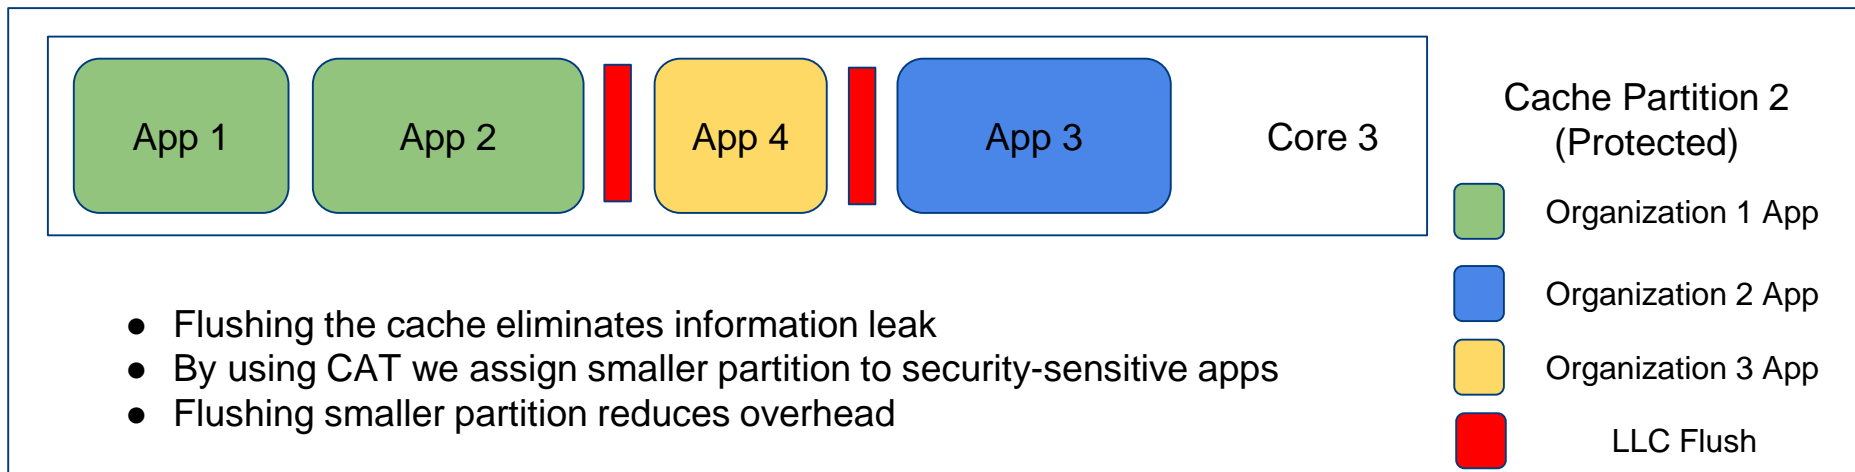 App 1
App 2
App 4
App 3
Core 3
Cache Partition 2
(Protected)
Organization 1 App
Organization 2 App
Organization 3 App
LLC Flush
● Flushing the cache eliminates information leak
● By using CAT we assign smaller partition to security-sensitive apps
● Flushing smaller partition reduces overhead